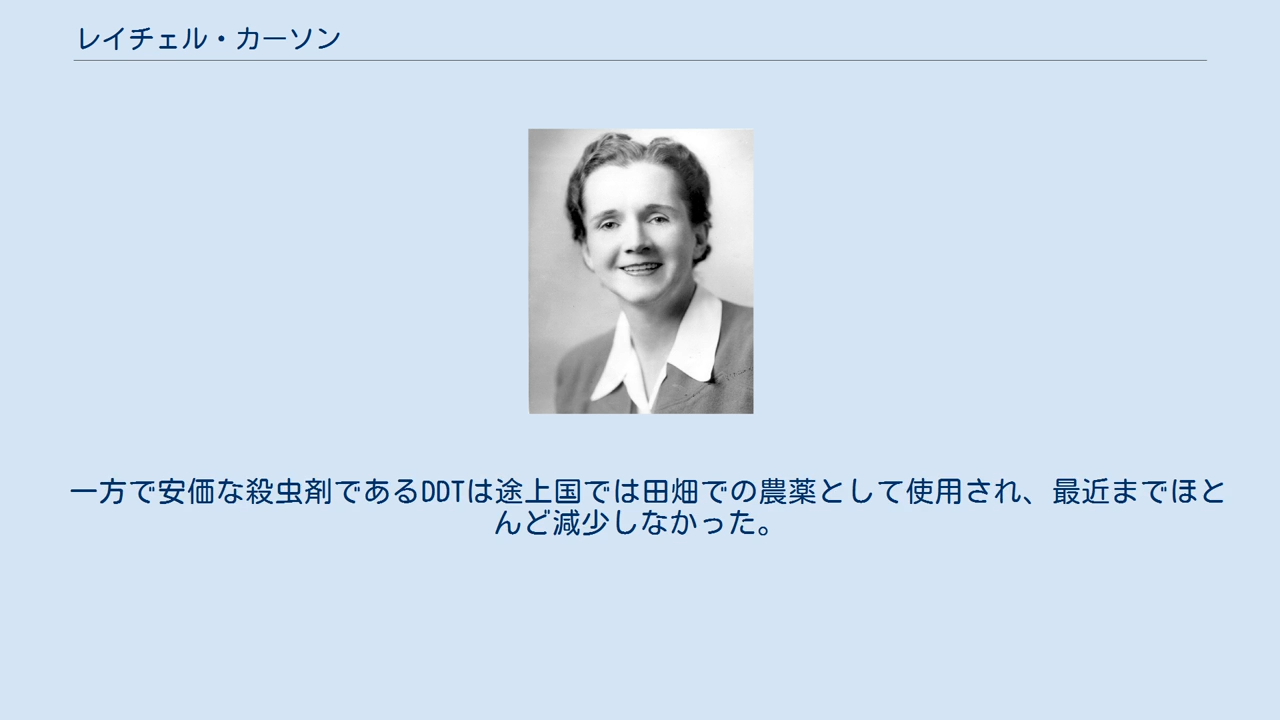 レイチェル・カーソン
一方で安価な殺虫剤であるDDTは途上国では田畑での農薬として使用され、最近までほと
んど減少しなかった。